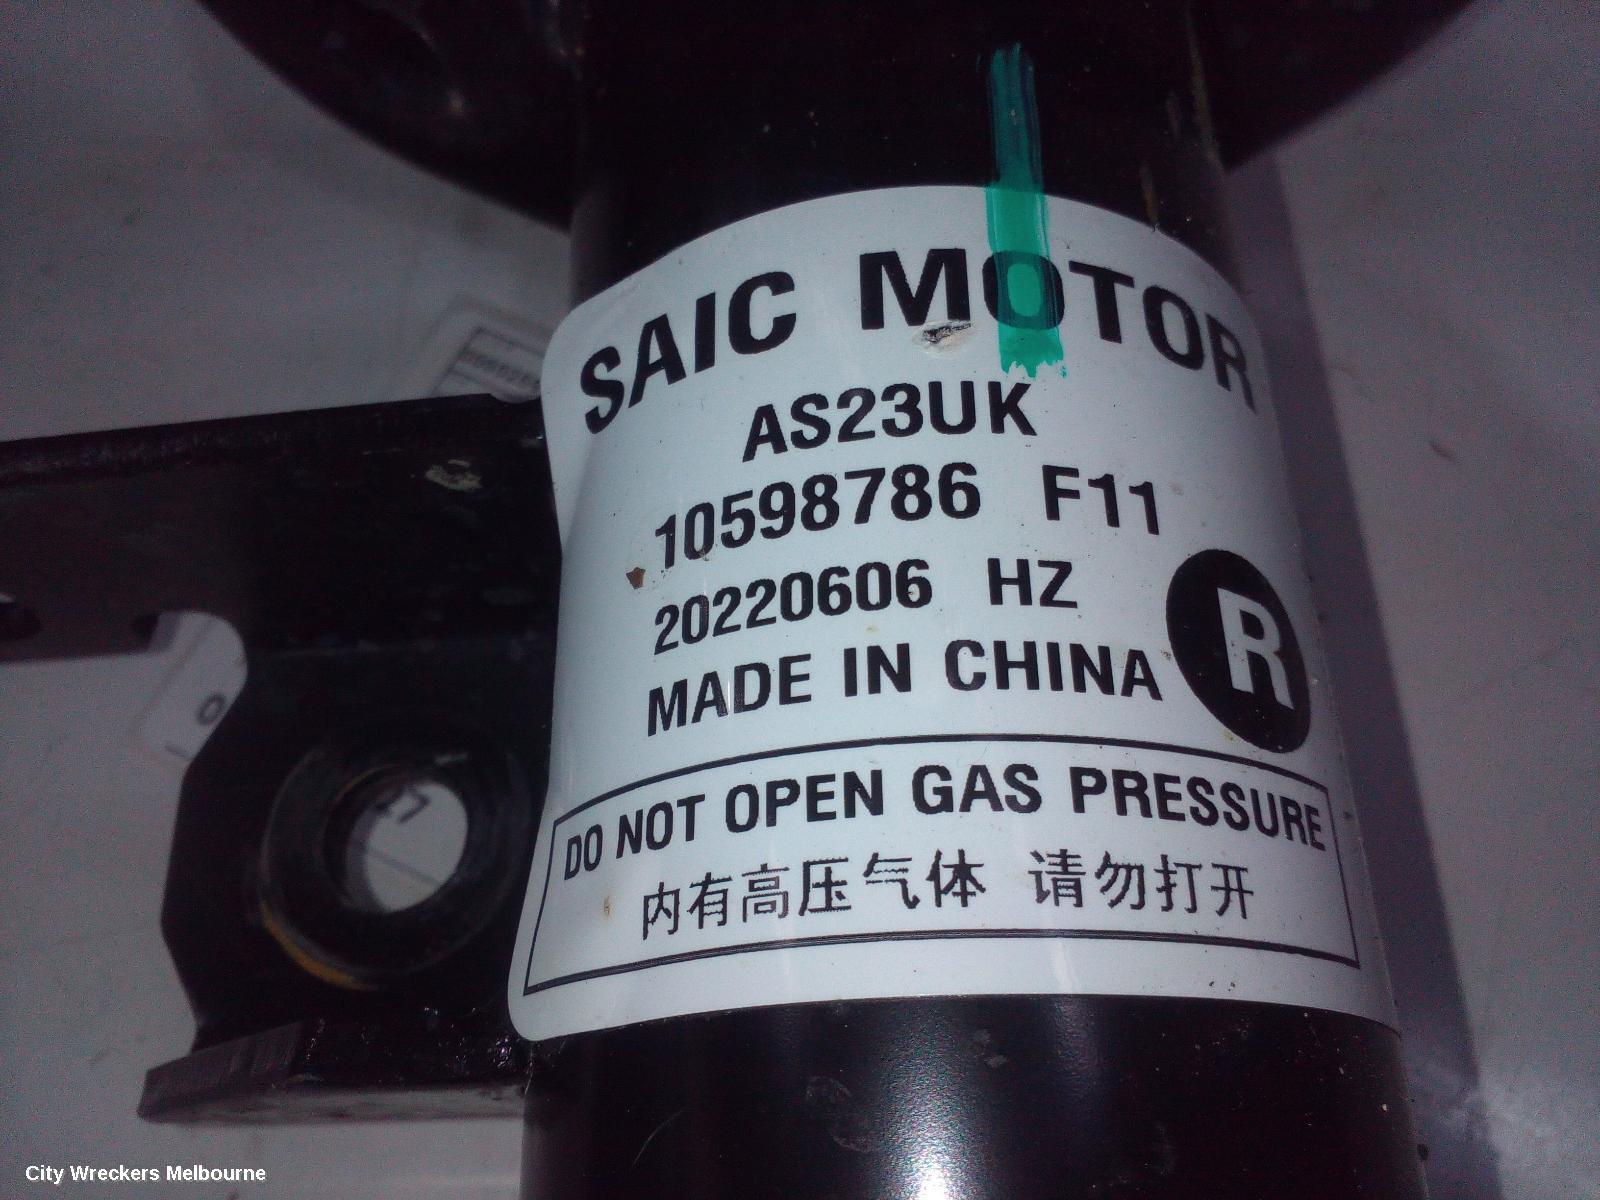 SAIC MOTOR
AS23UK
10598786 F11
20220606 HZ
MADE IN CHINA
R
DO NOT OPEN GAS PRESSURE
内有高压气体 请勿打开
City Wreckers Melbourne